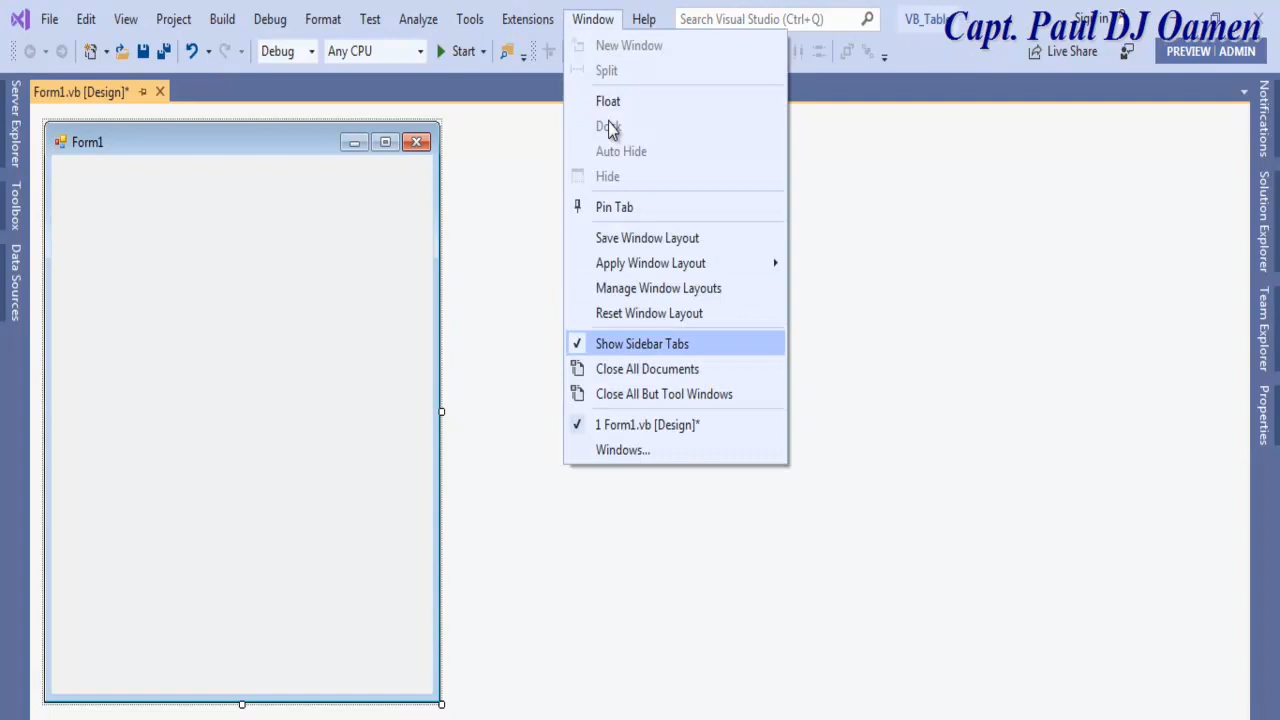 File Edit View Project Build Debug Format Test Analyze Tools Extensions Window Help Search Visual Studio (Ctrl+Q) VB_Table
Capt. Paul DJ Oamen
Debug Any CPU Start Live Share PREVIEW | ADMIN
Form1.vb [Design]*
Form1
New Window
Split
Float
Dock
Auto Hide
Hide
Pin Tab
Save Window Layout
Apply Window Layout
Manage Window Layouts
Reset Window Layout
Show Sidebar Tabs
Close All Documents
Close All But Tool Windows
1 Form1.vb [Design]*
Windows...
Server Explorer
Toolbox
Data Sources
Notifications
Solution Explorer
Team Explorer
Properties